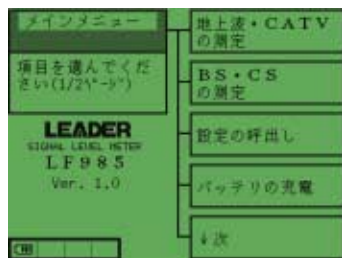 メインメニュー
項目を選んでくだ
さい(1/2ﾍﾟｰｼﾞ)
LEADER
SIGNAL LEVEL METER
LF985
Ver. 1.0
地上波・CATV
の測定
BS・CS
の測定
設定の呼出し
バッテリの充電
↓次